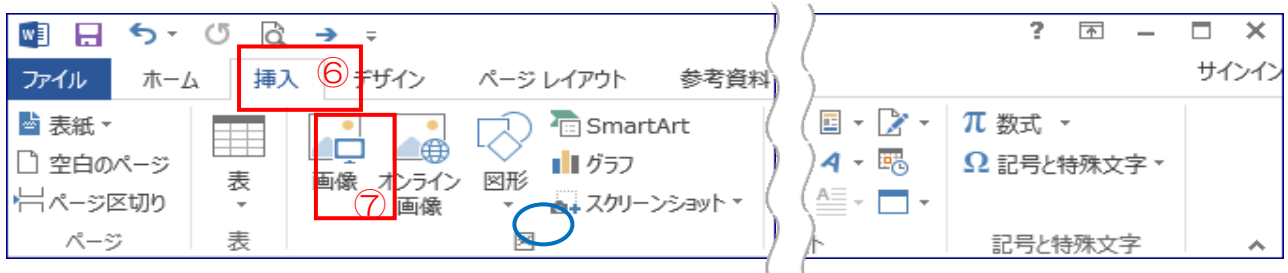 ?
ファイル ホーム 挿入 ⑥ デザイン ページ レイアウト 参考資料 サインイン
表紙 SmartArt π 数式
空白のページ グラフ Ω 記号と特殊文字
表 画像 オンライン画像 図形
ページ区切り ⑦ スクリーンショット
ページ 表 図 ト 記号と特殊文字